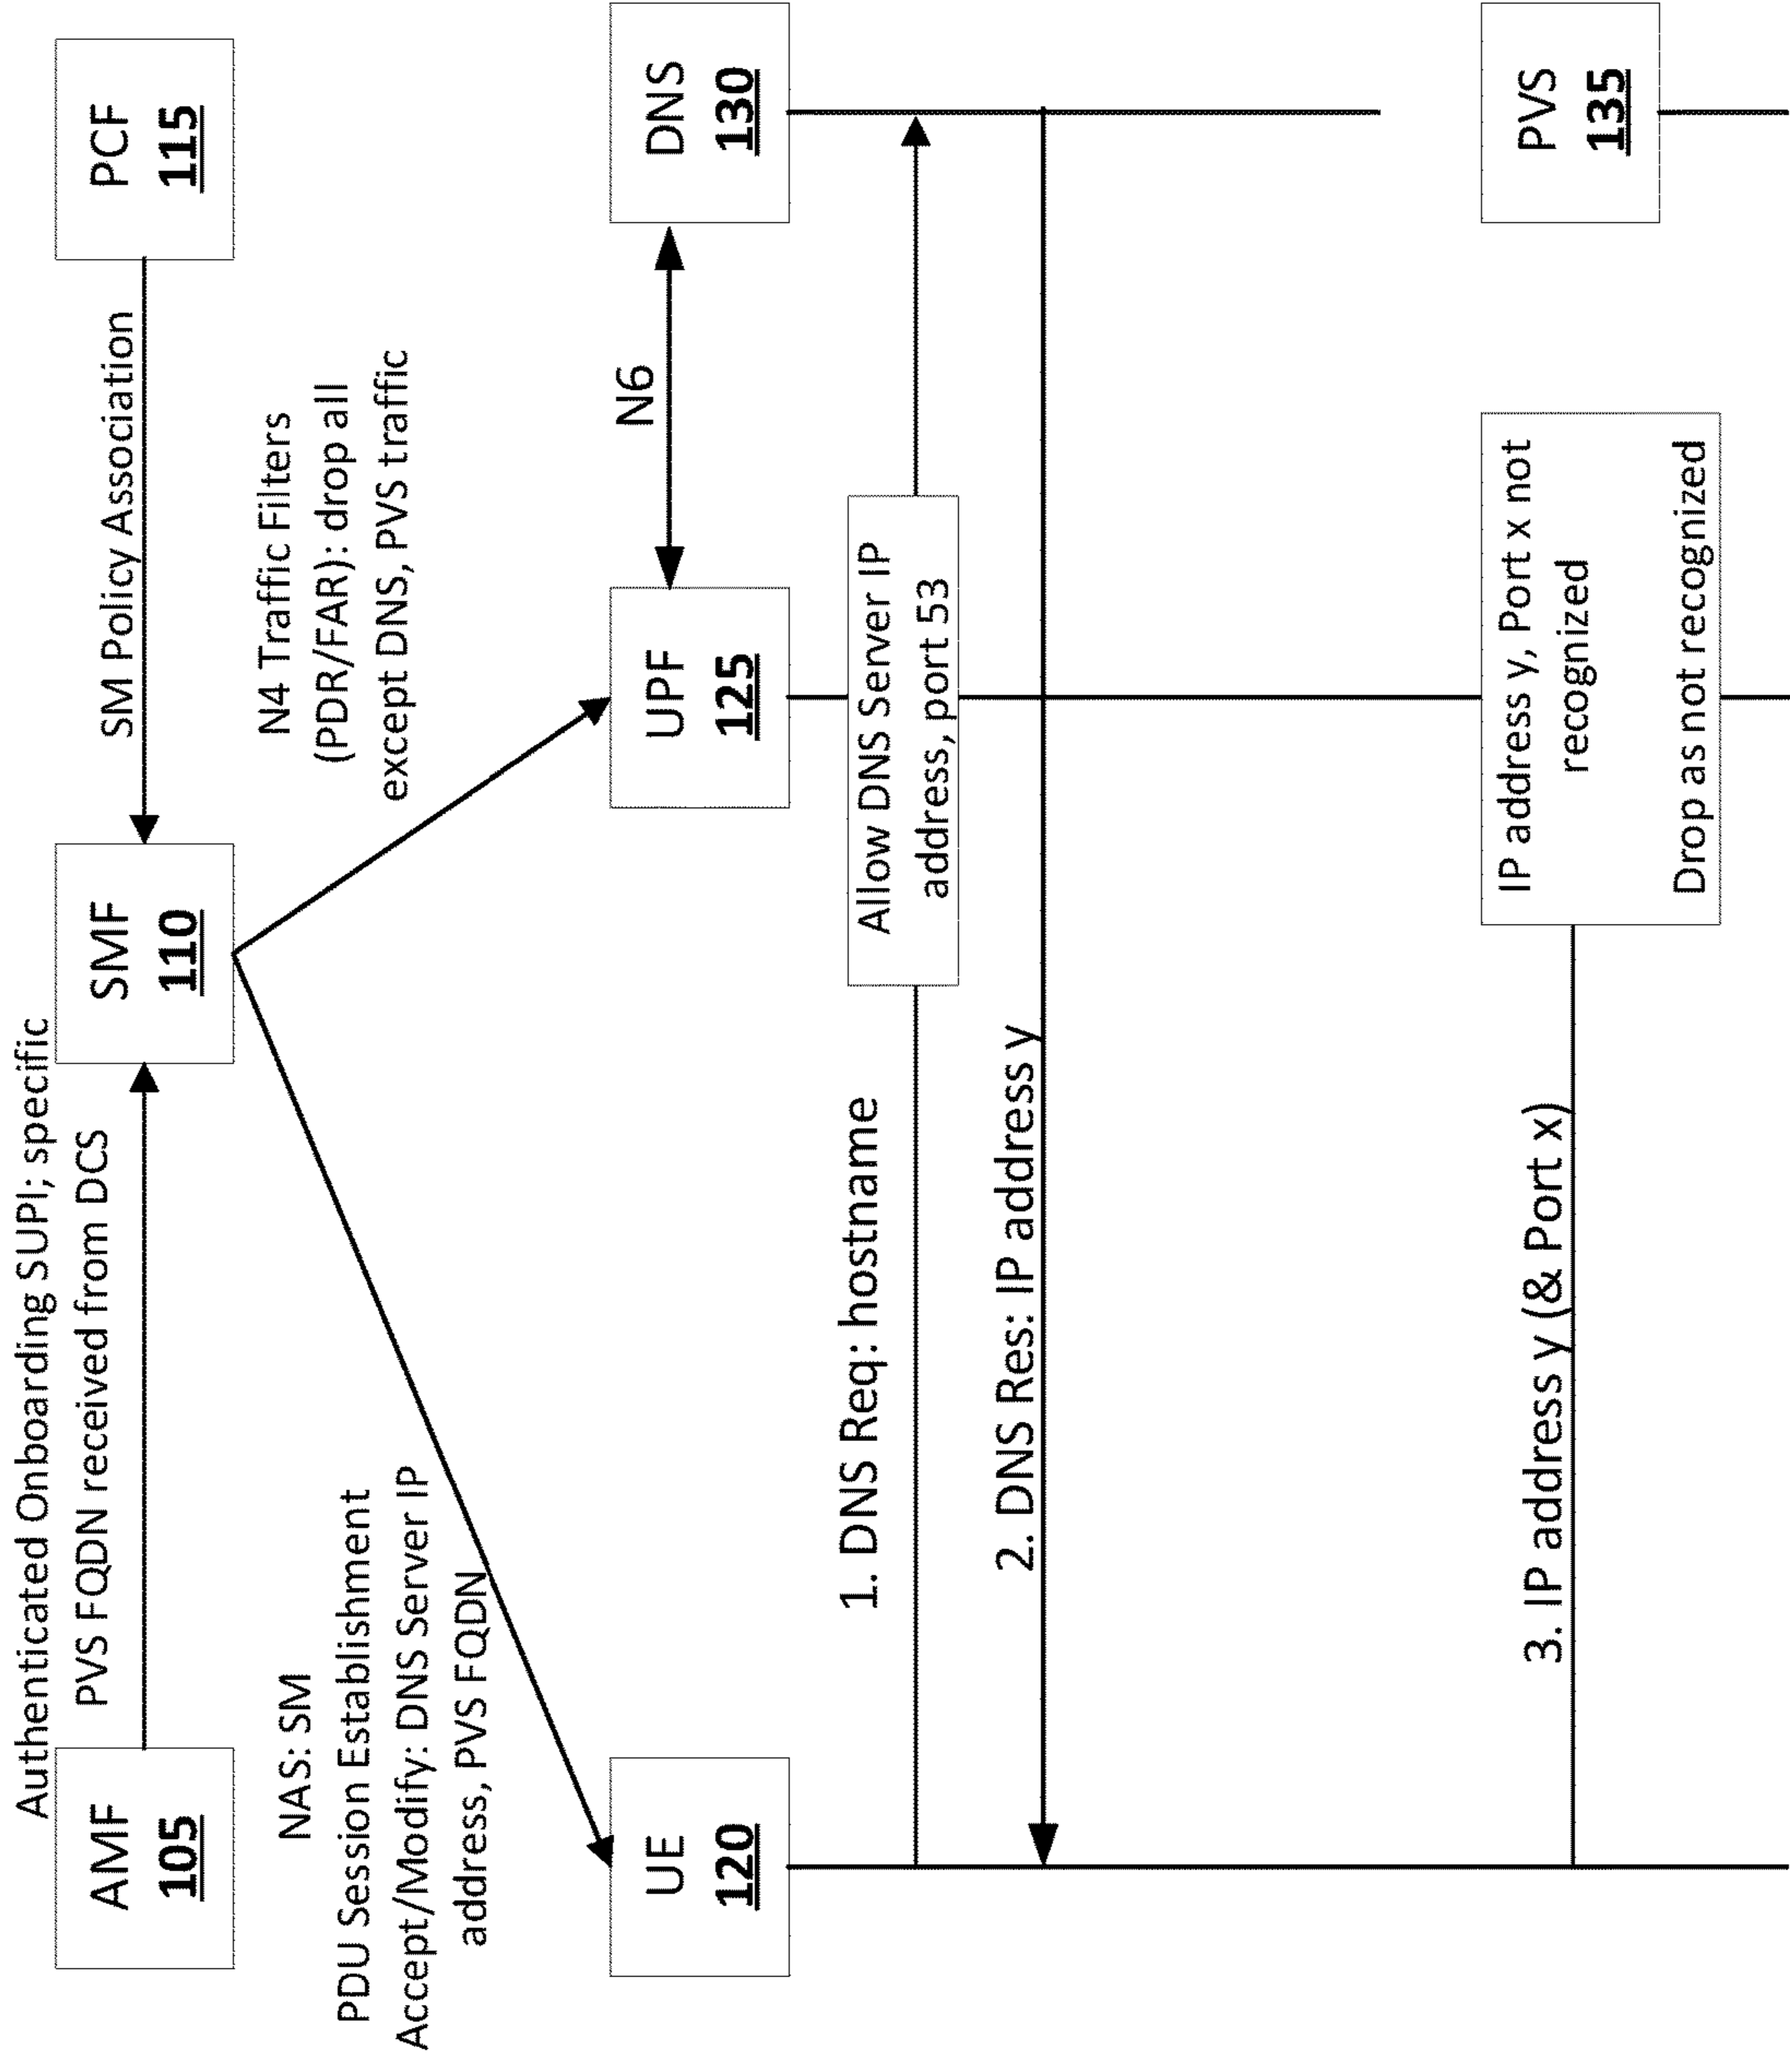 AMF
105
Authenticated Onboarding SUPI; specific
PVS FQDN received from DCS
SMF
110
SM Policy Association
PCF
115
NAS: SM
PDU Session Establishment
Accept/Modify: DNS Server IP
address, PVS FQDN
N4 Traffic Filters
(PDR/FAR): drop all
except DNS, PVS traffic
UE
120
UPF
125
N6
DNS
130
1. DNS Req: hostname
Allow DNS Server IP
address, port 53
2. DNS Res: IP address y
3. IP address y (& Port x)
IP address y, Port x not
recognized
Drop as not recognized
PVS
135